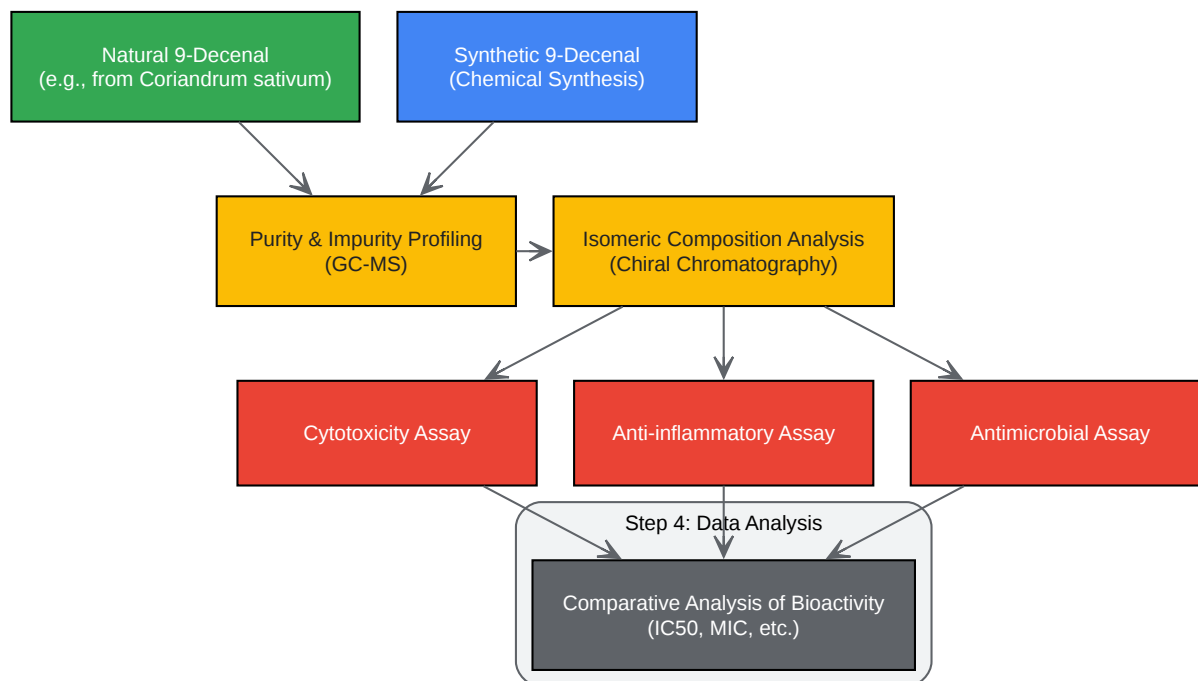 Natural 9-Decenal
(e.g., from Coriandrum sativum)
Synthetic 9-Decenal
(Chemical Synthesis)
Purity & Impurity Profiling
(GC-MS)
Isomeric Composition Analysis
(Chiral Chromatography)
Cytotoxicity Assay
Anti-inflammatory Assay
Antimicrobial Assay
Step 4: Data Analysis
Comparative Analysis of Bioactivity
(IC50, MIC, etc.)